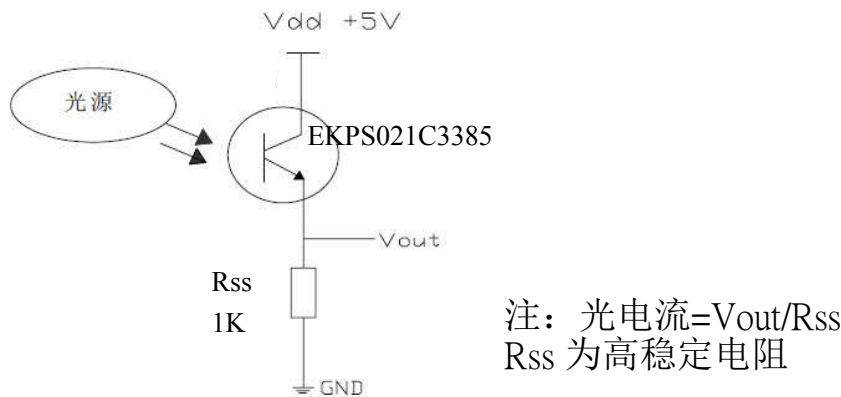 Vdd +5V
光源
EKPS021C3385
Vout
Rss
1K
GND
注：光电流=Vout/Rss
Rss 为高稳定电阻